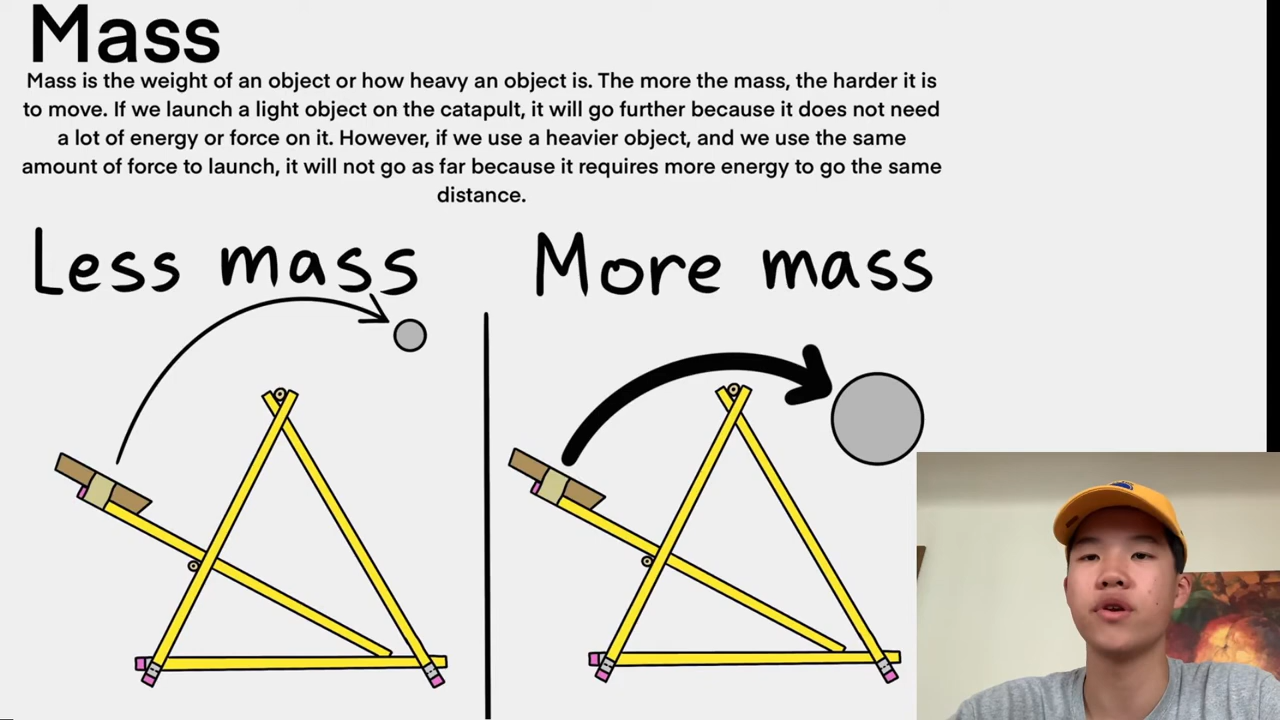 Mass
Mass is the weight of an object or how heavy an object is. The more the mass, the harder it is
to move. If we launch a light object on the catapult, it will go further because it does not need
a lot of energy or force on it. However, if we use a heavier object, and we use the same
amount of force to launch, it will not go as far because it requires more energy to go the same
distance.
Less mass
More mass